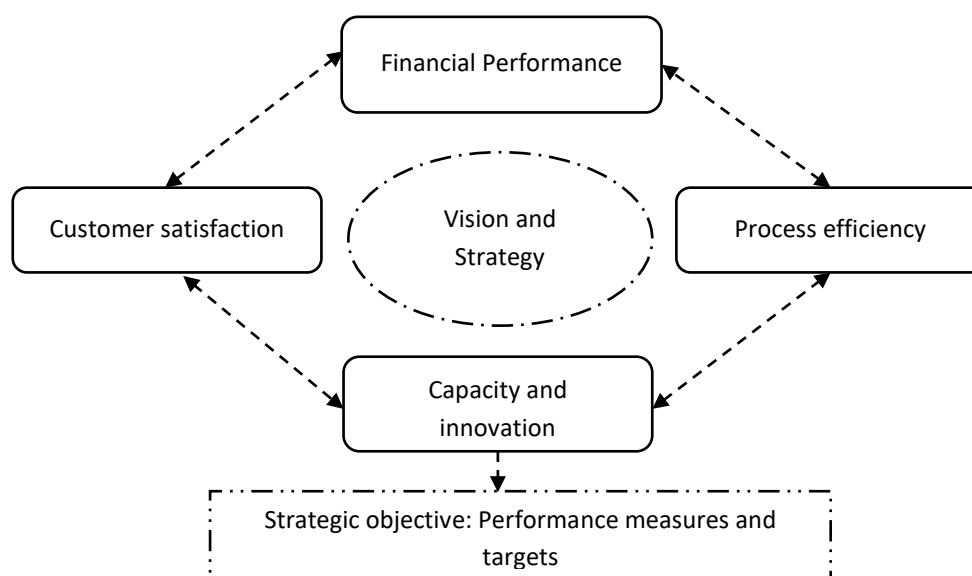 Financial Performance
Customer satisfaction
Vision and
Strategy
Process efficiency
Capacity and
innovation
Strategic objective: Performance measures and
targets